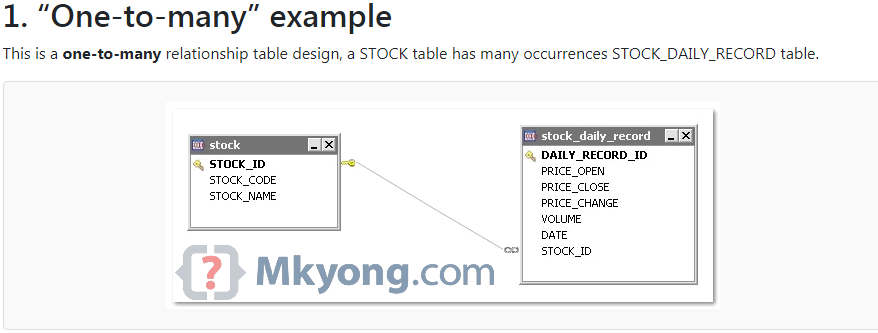 1. “One-to-many” example
This is a one-to-many relationship table design, a STOCK table has many occurrences STOCK_DAILY_RECORD table.
stock
STOCK_ID
STOCK_CODE
STOCK_NAME
stock_daily_record
DAILY_RECORD_ID
PRICE_OPEN
PRICE_CLOSE
PRICE_CHANGE
VOLUME
DATE
STOCK_ID
{?} Mkyong.com